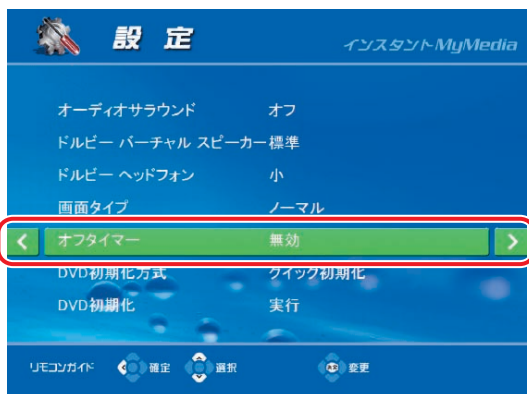 設定
インスタントMyMedia
オーディオサラウンド オフ
ドルビー バーチャル スピーカー 標準
ドルビー ヘッドフォン 小
画面タイプ ノーマル
オフタイマー 無効
DVD初期化方式 クイック初期化
DVD初期化 実行
リモコンガイド 確定 選択 変更